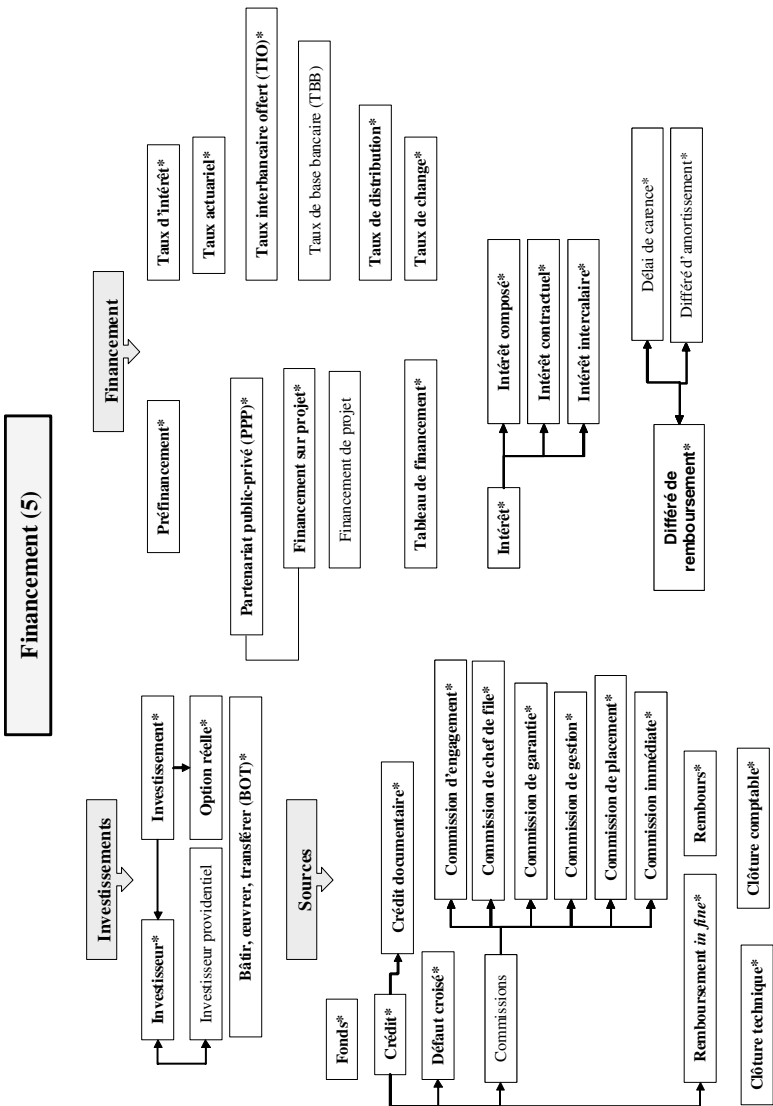 Financement (5)
Investissements
Investisseur*
Investissement*
Investisseur providentiel
Option réelle*
Bâtir, œuvrer, transférer (BOT)*
Sources
Fonds*
Crédit*
Crédit documentaire*
Défaut croisé*
Commissions
Commission d'engagement*
Commission de chef de file*
Commission de garantie*
Commission de gestion*
Commission de placement*
Commission immédiate*
Remboursement in fine*
Rembours*
Clôture technique*
Clôture comptable*
Financement
Préfinancement*
Partenariat public-privé (PPP)*
Financement sur projet*
Financement de projet
Tableau de financement*
Taux d'intérêt*
Taux actuariel*
Taux interbancaire offert (TIO)*
Taux de base bancaire (TBB)
Taux de distribution*
Taux de change*
Intérêt*
Intérêt composé*
Intérêt contractuel*
Intérêt intercalaire*
Différé de
remboursement*
Délai de carence*
Différé d'amortissement*